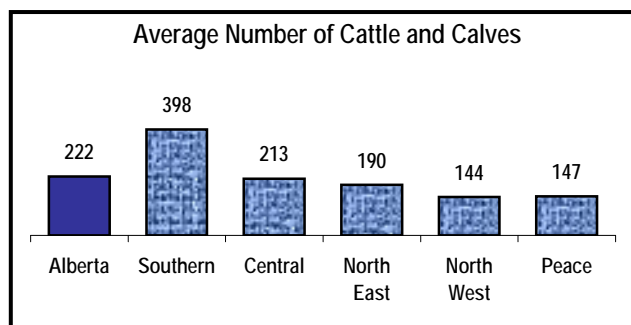 Average Number of Cattle and Calves
222
398
213
190
144
147
Alberta
Southern
Central
North
East
North
West
Peace